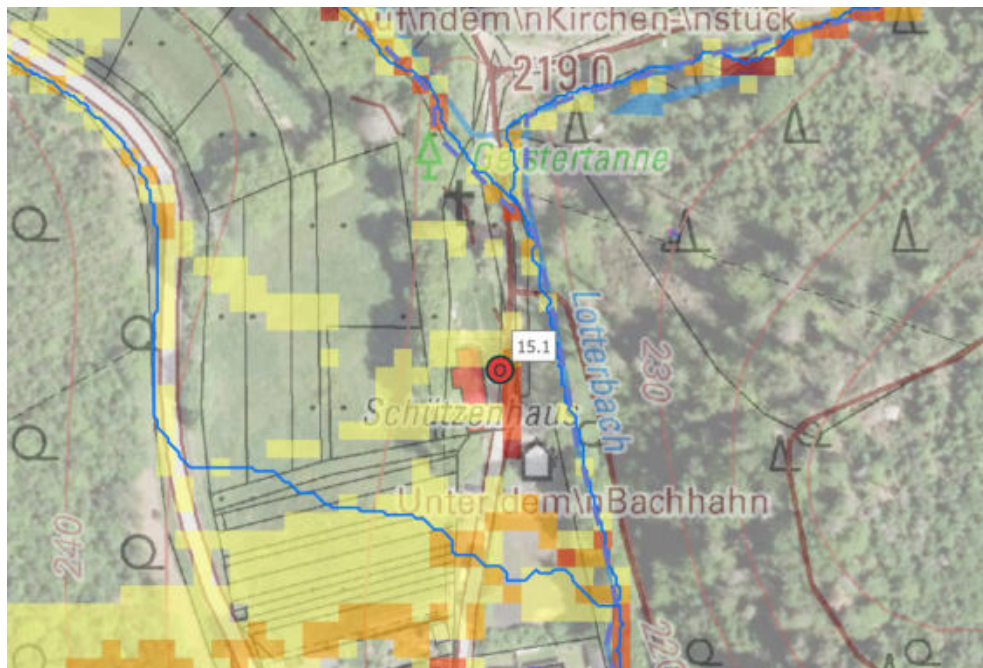 Auf\ndem\nKirchen-\nstück
219.0
Geistertanne
15.1
Lotterbach
230
Schützenhaus
Unter dem\nBachhahn
240
220